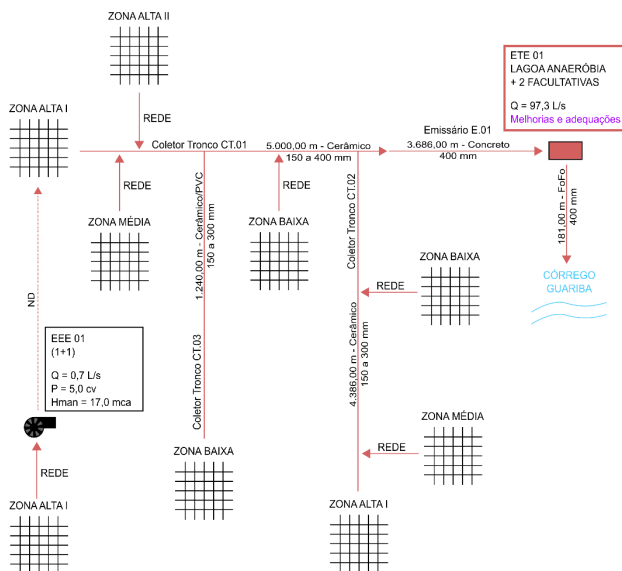 ZONA ALTA II
ETE 01
LAGOA ANAERÓBIA
+ 2 FACULTATIVAS
Q = 97,3 L/s
Melhorias e adequações
ZONA ALTA I
REDE
Emissário E.01
Coletor Tronco CT.01
5.000,00 m - Cerâmico
150 a 400 mm
3.686,00 m - Concreto
400 mm
REDE
REDE
ZONA MÉDIA
1.240,00 m - Cerâmico/PVC
150 a 300 mm
Coletor Tronco CT.03
ZONA BAIXA
Coletor Tronco CT.02
4.386,00 m - Cerâmico
150 a 300 mm
181,00 m - FoFo
400 mm
ZONA BAIXA
REDE
CÓRREGO
GUARIBA
ND
EEE 01
(1+1)
Q = 0,7 L/s
P = 5,0 cv
Hman = 17,0 mca
ZONA MÉDIA
REDE
REDE
ZONA BAIXA
ZONA ALTA I
ZONA ALTA I